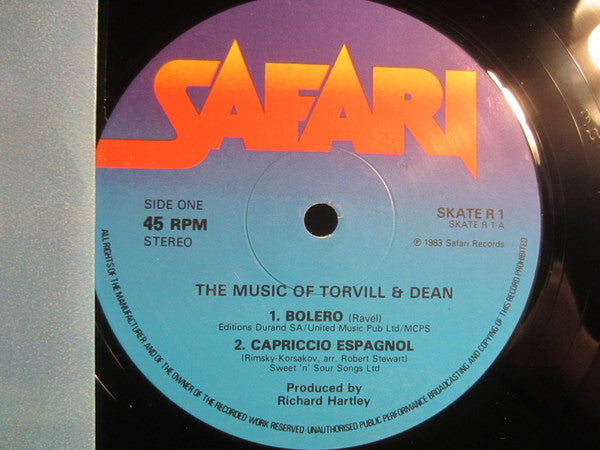 SAFARI
SIDE ONE
45 RPM
STEREO
SKATE R 1
SKATE R 1-A
℗ 1983 Safari Records
THE MUSIC OF TORVILL & DEAN
1. BOLERO (Ravel)
Editions Durand SA/United Music Pub Ltd/MCPS
2. CAPRICCIO ESPAGNOL
(Rimsky-Korsakov, arr. Robert Stewart)
Sweet 'n' Sour Songs Ltd
Produced by
Richard Hartley
ALL RIGHTS OF THE MANUFACTURER AND OF THE OWNER OF THE RECORDED WORK RESERVED UNAUTHORISED PUBLIC PERFORMANCE BROADCASTING AND COPYING OF THIS RECORD PROHIBITED